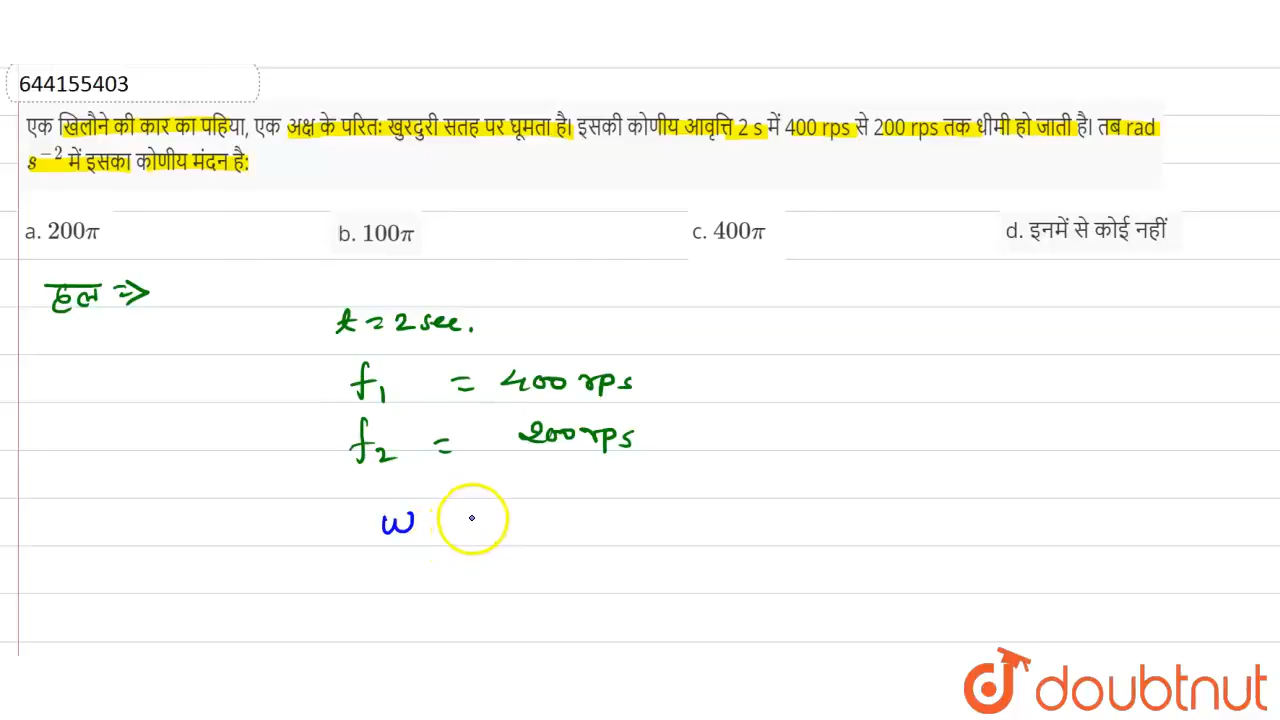 644155403
एक खिलौने की कार का पहिया, एक अक्ष के परितः खुरदुरी सतह पर घूमता है। इसकी कोणीय आवृत्ति 2 s में 400 rps से 200 rps तक धीमी हो जाती है। तब rad
s⁻² में इसका कोणीय मंदन है:
a. 200π b. 100π c. 400π d. इनमें से कोई नहीं
हल ⇒
t = 2 sec.
f₁ = 400 rps
f₂ = 200 rps
ω
doubtnut